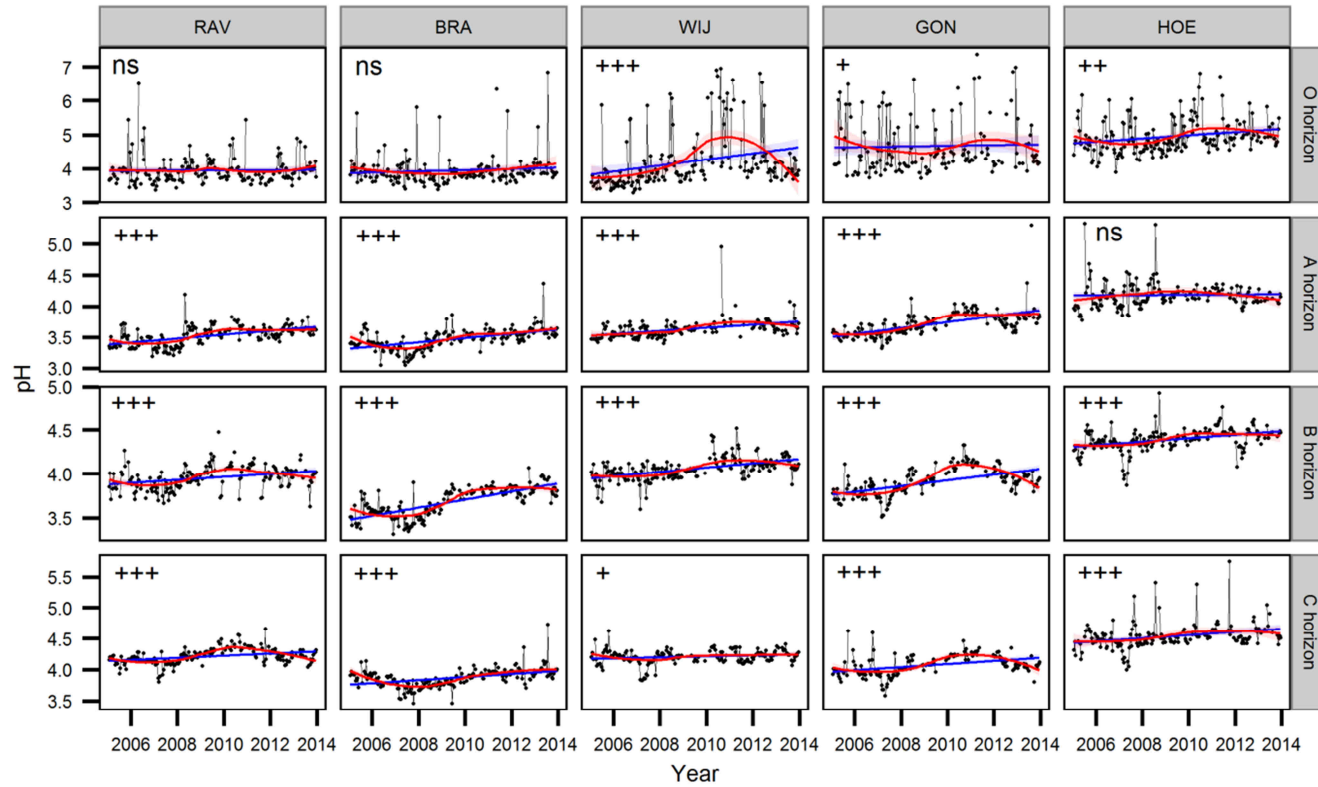 RAV BRA WIJ GON HOE
ns ns +++ + ++
7
6
5
4
3
O horizon
+++ +++ +++ +++ ns
5.0
4.5
4.0
3.5
3.0
A horizon
pH
+++ +++ +++ +++ +++
5.0
4.5
4.0
3.5
B horizon
+++ +++ + +++ +++
5.5
5.0
4.5
4.0
3.5
C horizon
2006 2008 2010 2012 2014 2006 2008 2010 2012 2014 2006 2008 2010 2012 2014 2006 2008 2010 2012 2014 2006 2008 2010 2012 2014
Year